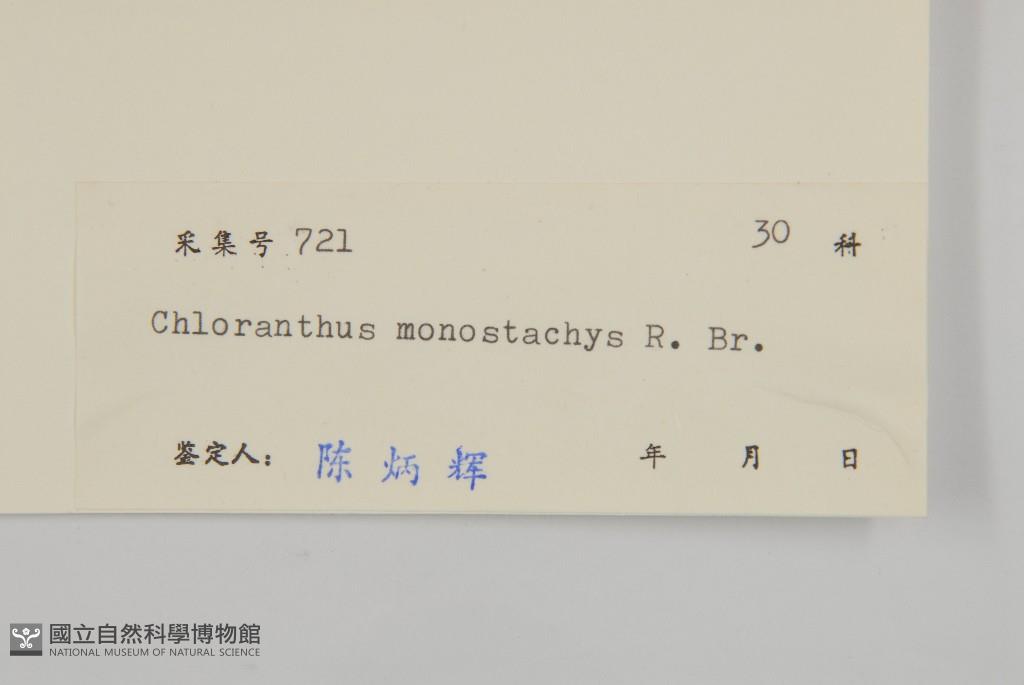 采集号 721 30 科
Chloranthus monostachys R. Br.
鉴定人: 陈炳辉 年 月 日
國立自然科學博物館
NATIONAL MUSEUM OF NATURAL SCIENCE